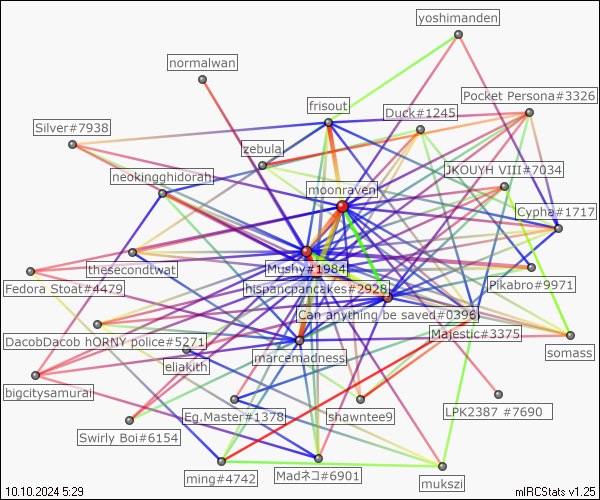 yoshimanden
normalwan
Pocket Persona#3326
frisout
Duck#1245
Silver#7938
zebula
JKOUYH VIII#7034
neokingghidorah
moonraven
Cypha#1717
thesecondtwat
Mushy#1984
Pikabro#9971
Fedora Stoat#4479
hispancpancakes#2928
Can anything be saved#0396
Majestic#3375
DacobDacob hORNY police#5271
marcemadness
somass
eliakith
bigcitysamurai
Eg.Master#1378
shawntee9
LPK2387 #7690
Swirly Boi#6154
ming#4742
Madネコ#6901
mukszi
10.10.2024 5:29
mIRCStats v1.25